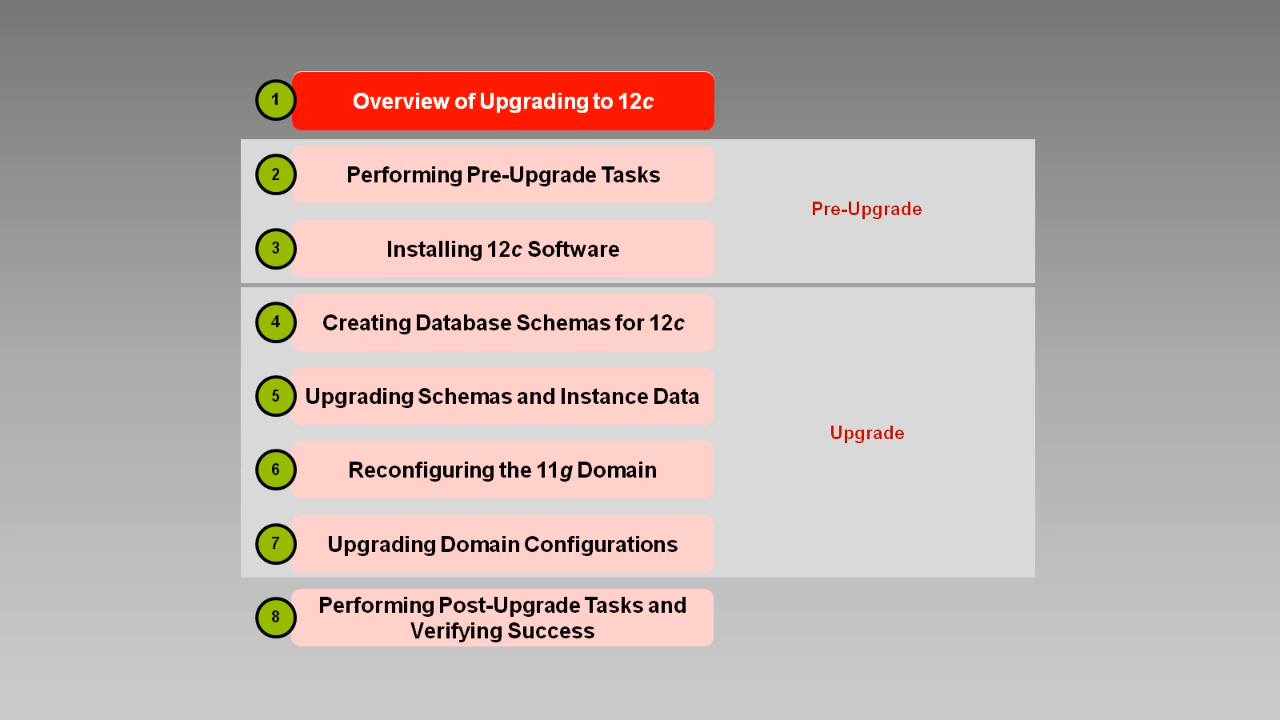 1
Overview of Upgrading to 12c
2
Performing Pre-Upgrade Tasks
Pre-Upgrade
3
Installing 12c Software
4
Creating Database Schemas for 12c
5
Upgrading Schemas and Instance Data
Upgrade
6
Reconfiguring the 11g Domain
7
Upgrading Domain Configurations
8
Performing Post-Upgrade Tasks and
Verifying Success